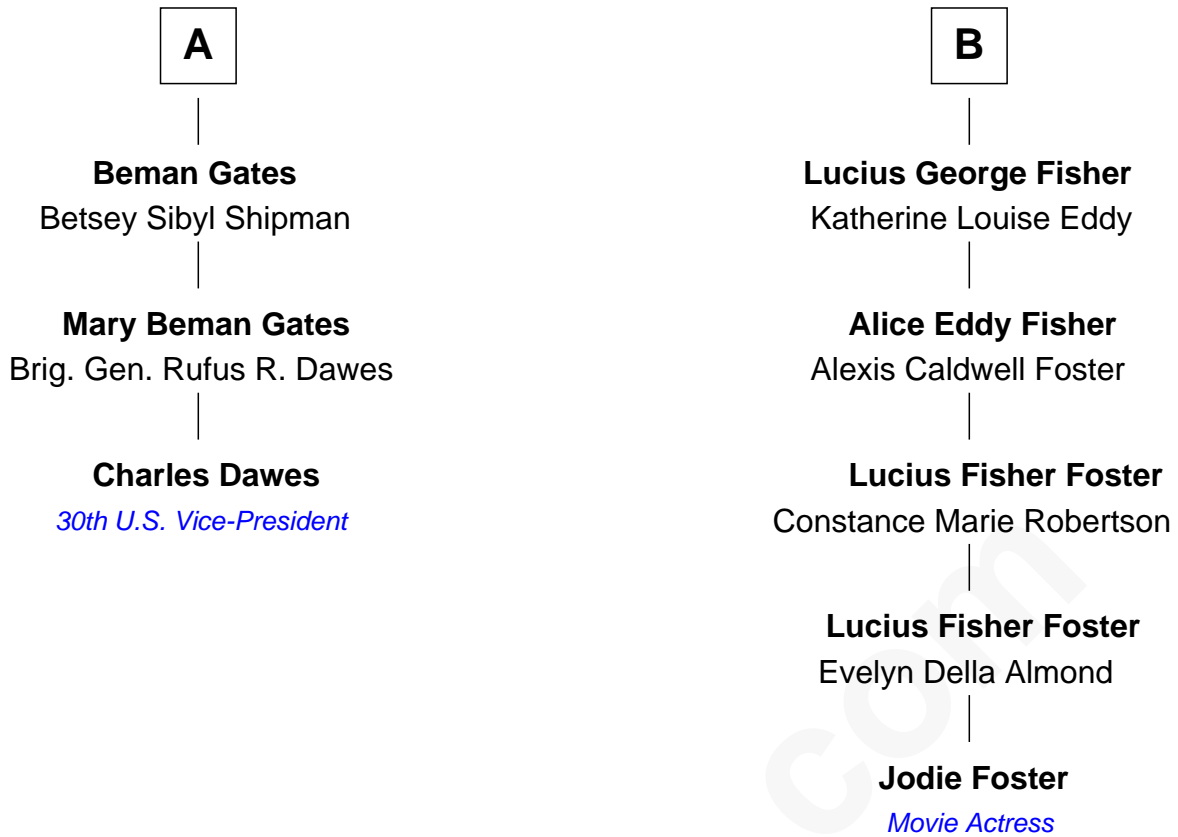 A
Beman Gates
Betsey Sibyl Shipman
Mary Beman Gates
Brig. Gen. Rufus R. Dawes
Charles Dawes
30th U.S. Vice-President
B
Lucius George Fisher
Katherine Louise Eddy
Alice Eddy Fisher
Alexis Caldwell Foster
Lucius Fisher Foster
Constance Marie Robertson
Lucius Fisher Foster
Evelyn Della Almond
Jodie Foster
Movie Actress
com